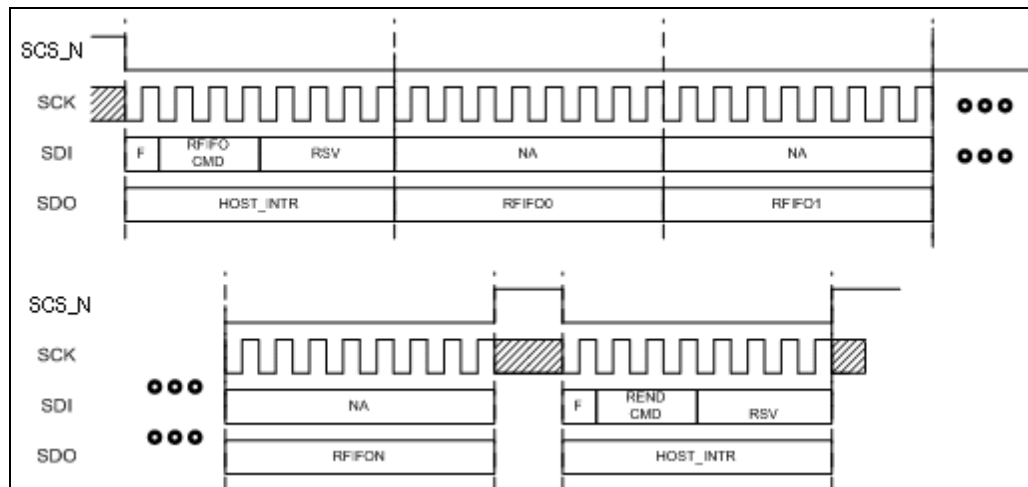 SCS_N
SCK
SDI F RFIFO CMD RSV NA NA
SDO HOST_INTR RFIFO0 RFIFO1
SCS_N
SCK
SDI NA F REND CMD RSV
SDO RFIFON HOST_INTR